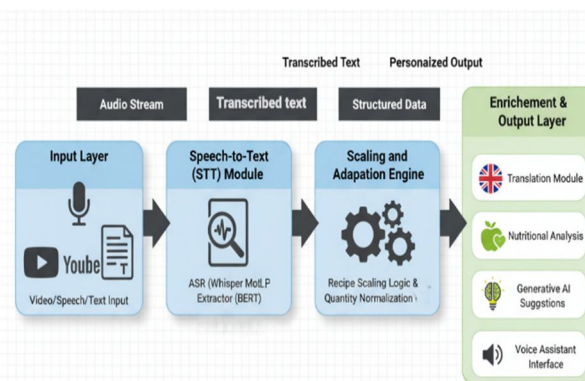 Transcribed Text
Personaized Output
Audio Stream
Transcribed text
Structured Data
Enrichement &
Output Layer
Input Layer
Youbе
T
Video/Speech/Text Input
Speech-to-Text
(STT) Module
ASR (Whisper MotLP
Extractor (BERT)
Scaling and
Adapation Engine
Recipe Scaling Logic &
Quantity Normalization
Translation Module
Nutritional Analysis
Generative AI
Suggstions
Voice Assistant
Interface